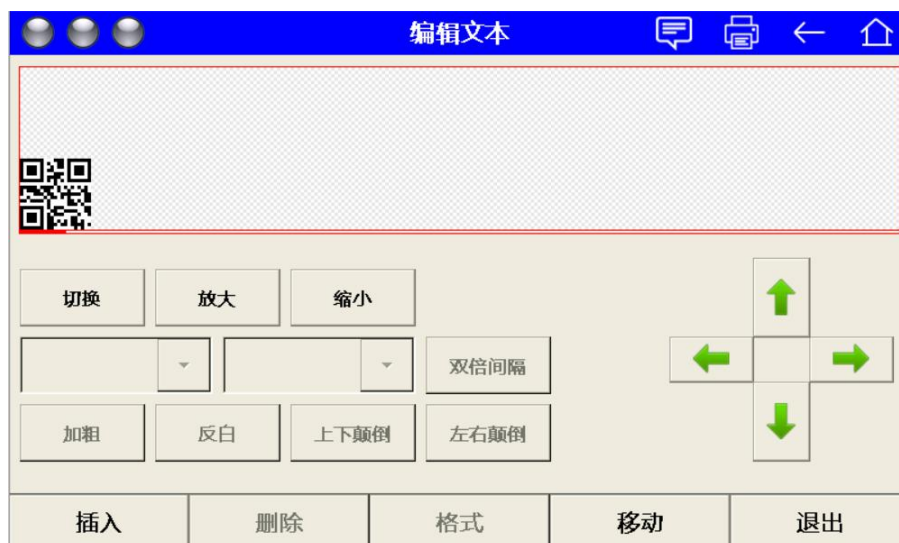 编辑文本
切换 放大 缩小
双倍间隔
加粗 反白 上下颠倒 左右颠倒
插入 删除 格式 移动 退出